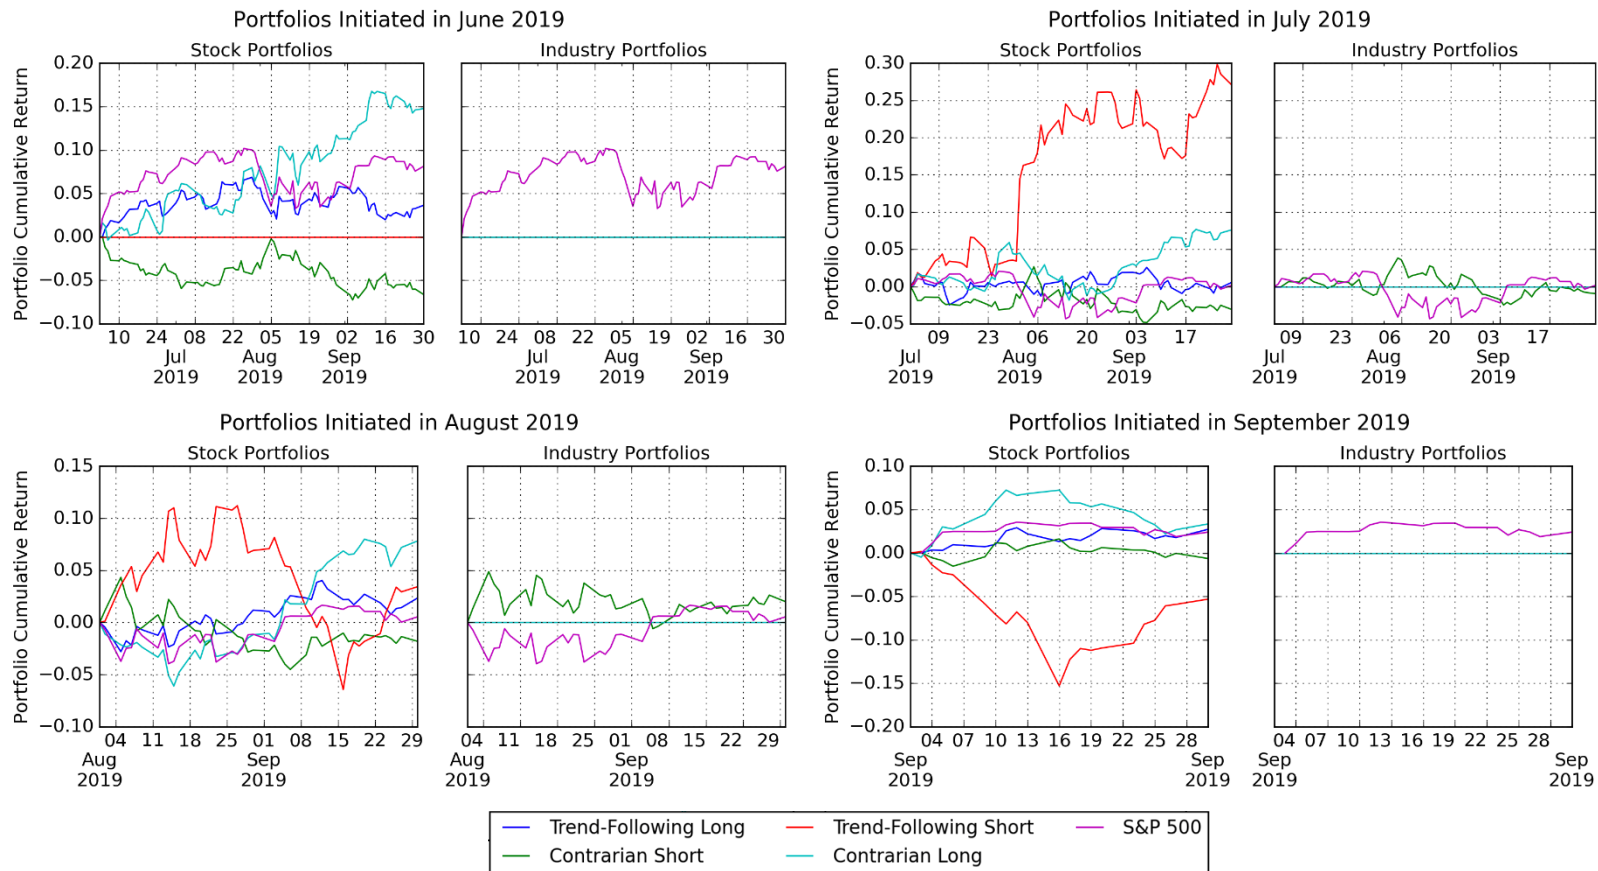 Portfolios Initiated in June 2019
Stock Portfolios
Industry Portfolios
Portfolio Cumulative Return
0.20
0.15
0.10
0.05
0.00
−0.05
−0.10
10 24 08 22 05 19 02 16 30
Jul Aug Sep
2019 2019 2019
10 24 08 22 05 19 02 16 30
Jul Aug Sep
2019 2019 2019
Portfolios Initiated in July 2019
Stock Portfolios
Industry Portfolios
Portfolio Cumulative Return
0.30
0.25
0.20
0.15
0.10
0.05
0.00
−0.05
09 23 06 20 03 17
Jul Aug Sep
2019 2019 2019
09 23 06 20 03 17
Jul Aug Sep
2019 2019 2019
Portfolios Initiated in August 2019
Stock Portfolios
Industry Portfolios
Portfolio Cumulative Return
0.15
0.10
0.05
0.00
−0.05
−0.10
04 11 18 25 01 08 15 22 29
Aug Sep
2019 2019
04 11 18 25 01 08 15 22 29
Aug Sep
2019 2019
Portfolios Initiated in September 2019
Stock Portfolios
Industry Portfolios
Portfolio Cumulative Return
0.10
0.05
0.00
−0.05
−0.10
−0.15
−0.20
04 07 10 13 16 19 22 25 28
Sep Sep
2019 2019
04 07 10 13 16 19 22 25 28
Sep Sep
2019 2019
Trend-Following Long
Trend-Following Short
S&P 500
Contrarian Short
Contrarian Long